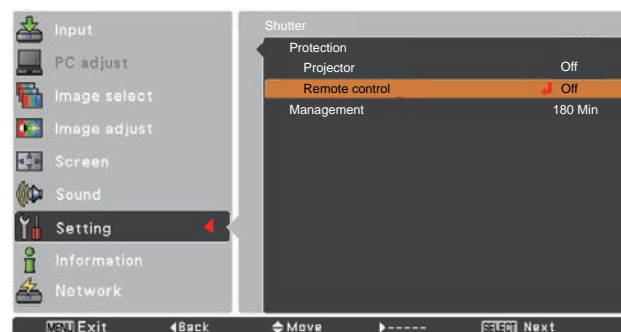 Input
PC adjust
Image select
Image adjust
Screen
Sound
Setting
Information
Network
Shutter
Protection
Projector Off
Remote control Off
Management 180 Min
MENU Exit ◀Back ◆Move ▶----- SELECT Next